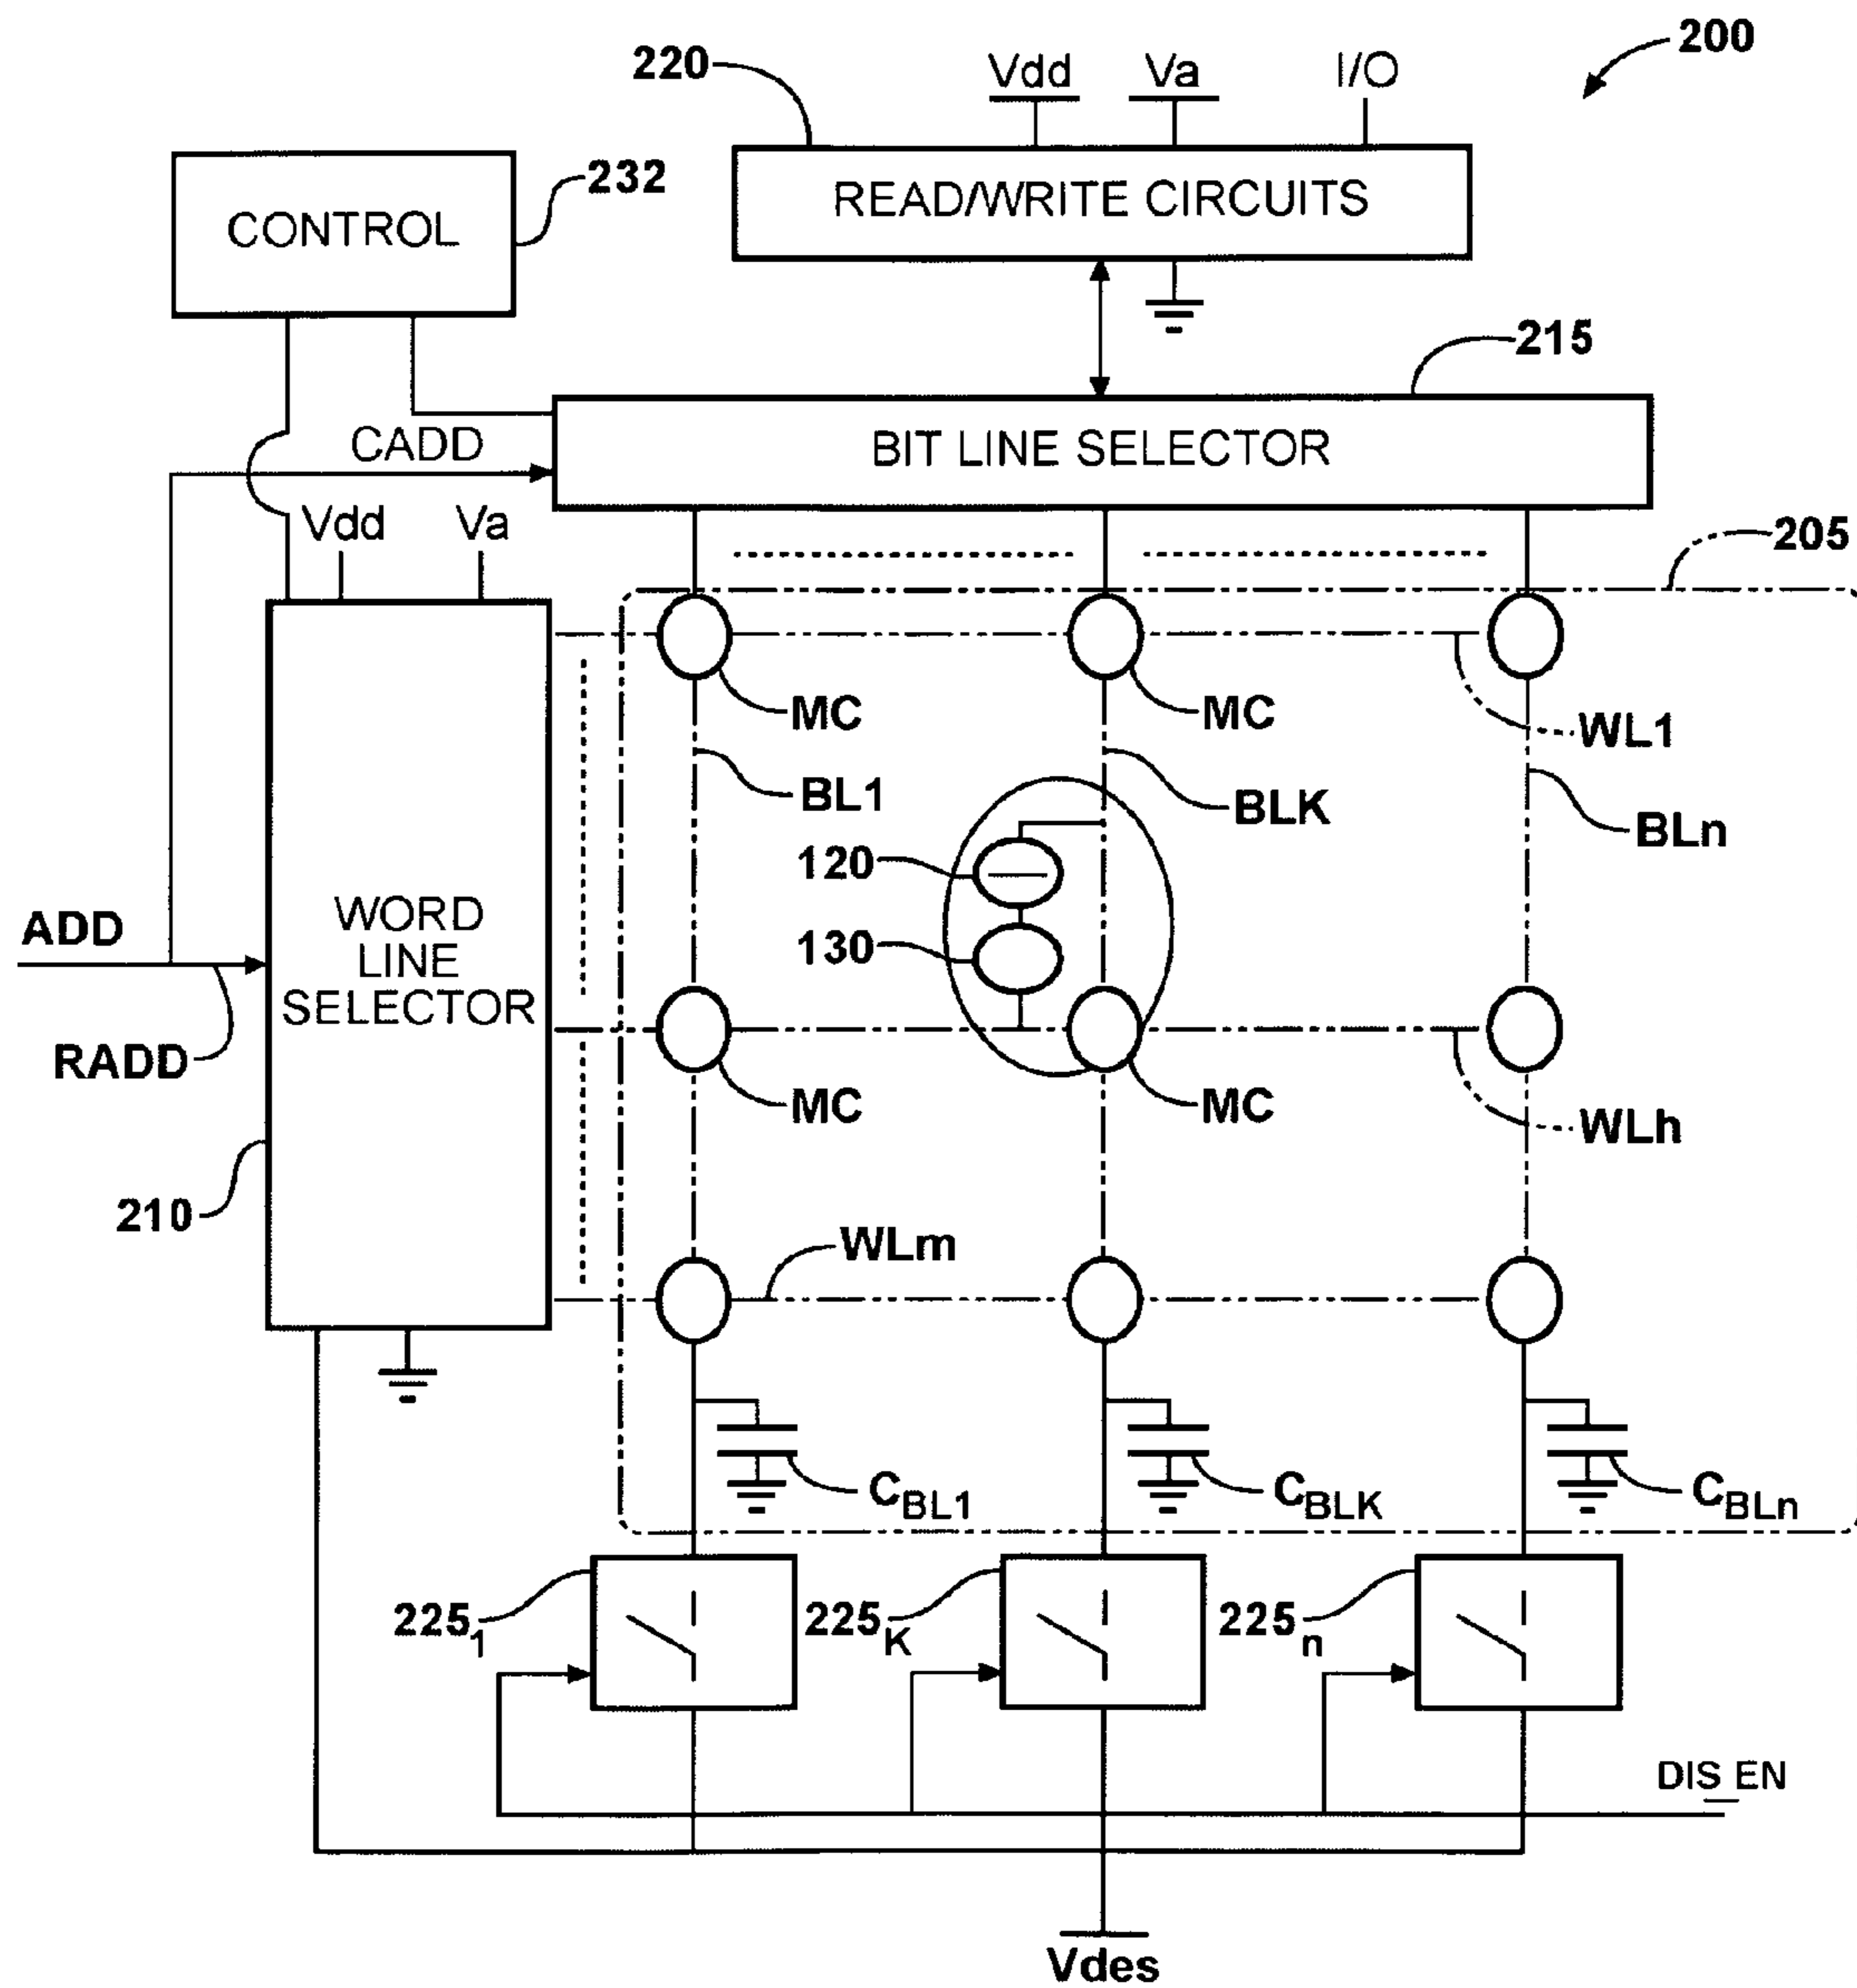 200
220
Vdd Va I/O
232
CONTROL
READ/WRITE CIRCUITS
215
CADD
BIT LINE SELECTOR
Vdd Va
205
MC MC
WL1
BL1 BLK
BLn
120
ADD
WORD
LINE
SELECTOR
130
RADD
MC MC
WLh
210
WLm
CBL1 CBLK CBLn
2251 225K 225n
DIS_EN
Vdes